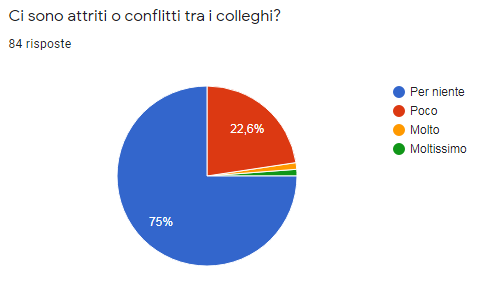 Ci sono attriti o conflitti tra i colleghi?
84 risposte
22,6%
75%
Per niente
Poco
Molto
Moltissimo